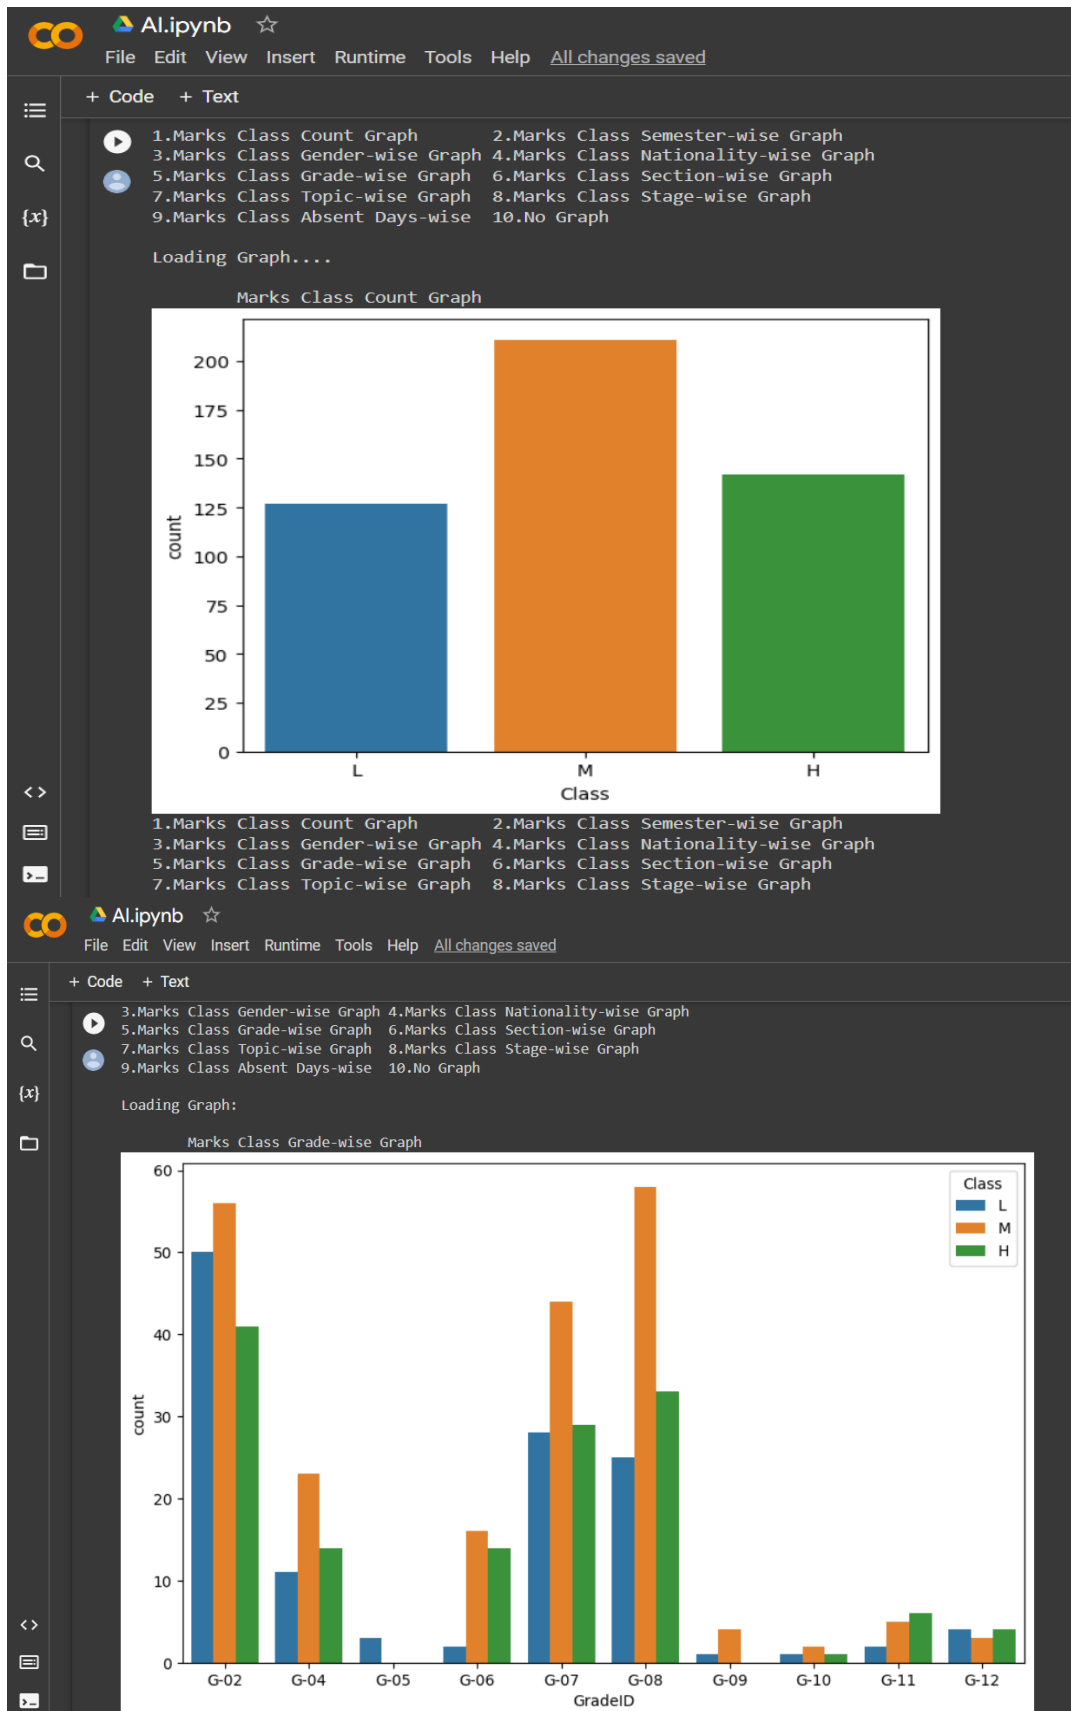 AI.ipynb
File Edit View Insert Runtime Tools Help All changes saved
+ Code + Text
{x}
1.Marks Class Count Graph 2.Marks Class Semester-wise Graph
3.Marks Class Gender-wise Graph 4.Marks Class Nationality-wise Graph
5.Marks Class Grade-wise Graph 6.Marks Class Section-wise Graph
7.Marks Class Topic-wise Graph 8.Marks Class Stage-wise Graph
9.Marks Class Absent Days-wise 10.No Graph
Loading Graph....
Marks Class Count Graph
200
175
150
125
100
75
50
25
0
count
L M H
Class
1.Marks Class Count Graph 2.Marks Class Semester-wise Graph
3.Marks Class Gender-wise Graph 4.Marks Class Nationality-wise Graph
5.Marks Class Grade-wise Graph 6.Marks Class Section-wise Graph
7.Marks Class Topic-wise Graph 8.Marks Class Stage-wise Graph
AI.ipynb
File Edit View Insert Runtime Tools Help All changes saved
+ Code + Text
{x}
3.Marks Class Gender-wise Graph 4.Marks Class Nationality-wise Graph
5.Marks Class Grade-wise Graph 6.Marks Class Section-wise Graph
7.Marks Class Topic-wise Graph 8.Marks Class Stage-wise Graph
9.Marks Class Absent Days-wise 10.No Graph
Loading Graph:
Marks Class Grade-wise Graph
60
50
40
30
20
10
0
count
Class
L
M
H
G-02 G-04 G-05 G-06 G-07 G-08 G-09 G-10 G-11 G-12
GradeID